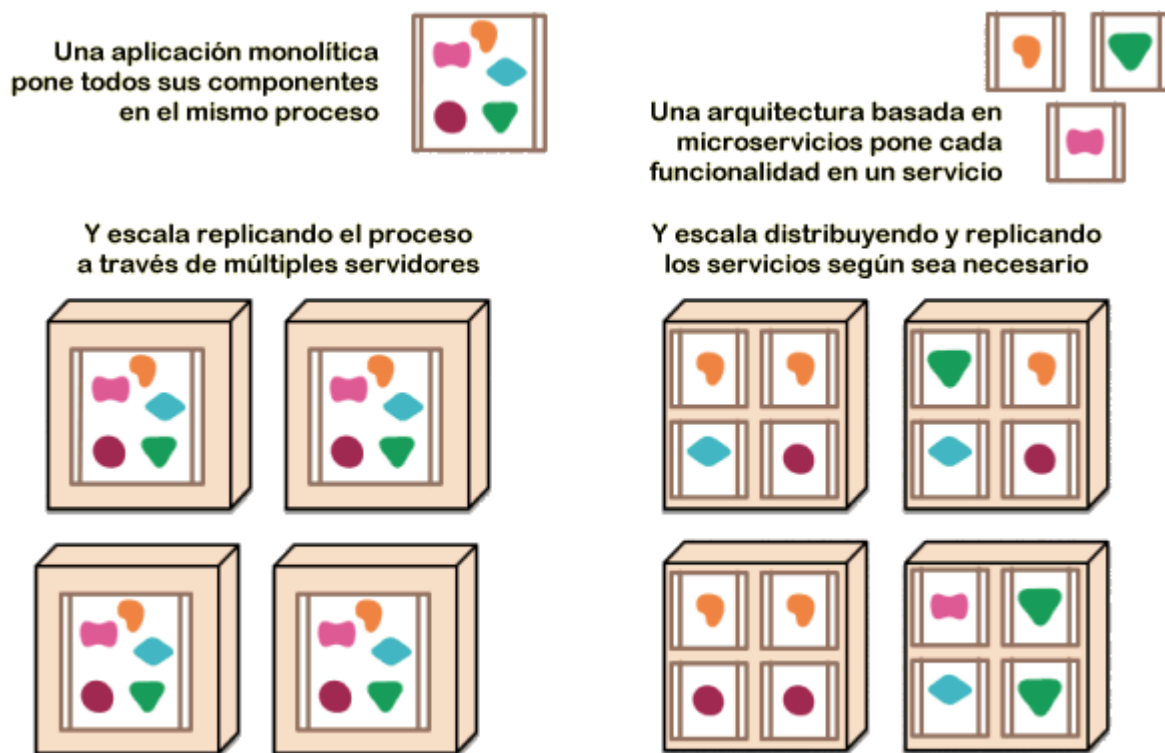 Una aplicación monolítica
pone todos sus componentes
en el mismo proceso
Y escala replicando el proceso
a través de múltiples servidores
Una arquitectura basada en
microservicios pone cada
funcionalidad en un servicio
Y escala distribuyendo y replicando
los servicios según sea necesario